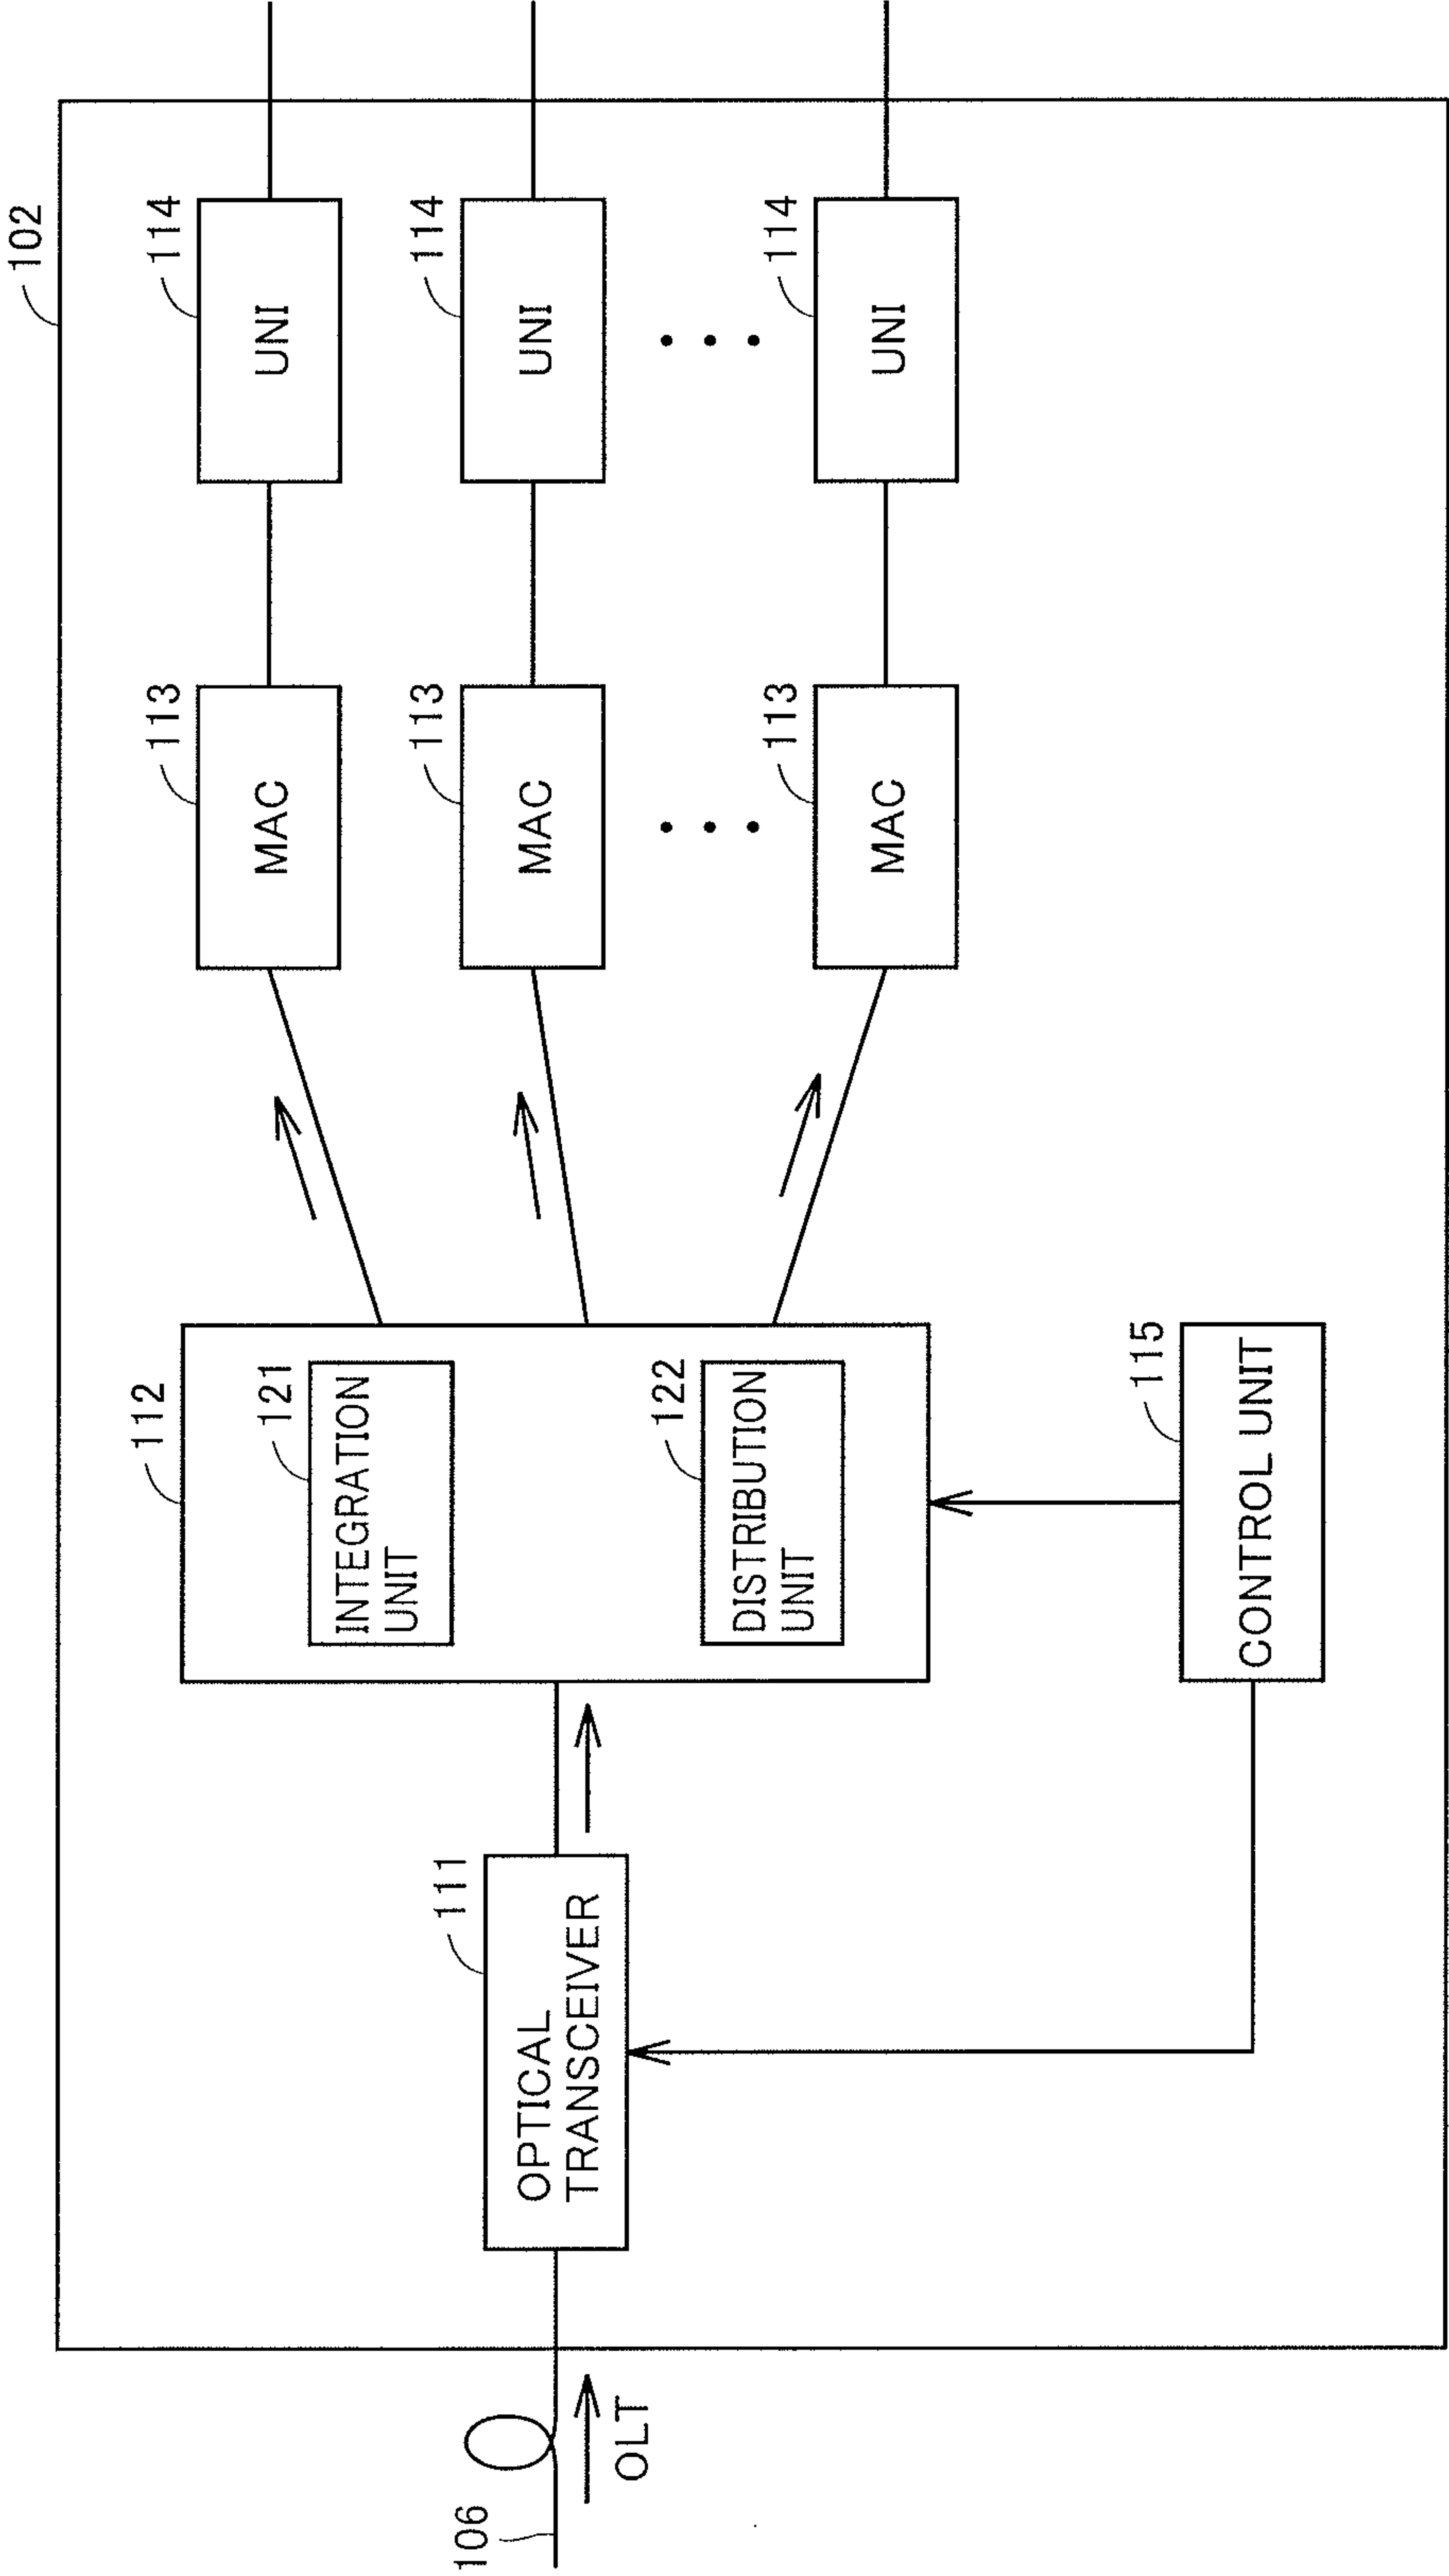 102
106
OLT
111
OPTICAL
TRANSCEIVER
112
121
INTEGRATION
UNIT
122
DISTRIBUTION
UNIT
115
CONTROL UNIT
113
MAC
113
MAC
113
MAC
114
UNI
114
UNI
114
UNI